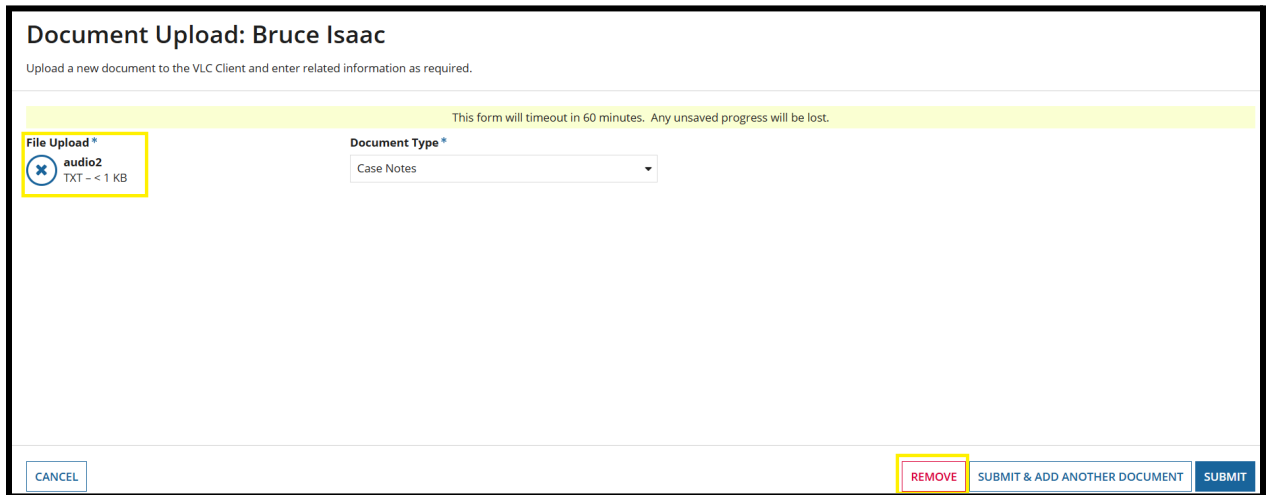 Document Upload: Bruce Isaac
Upload a new document to the VLC Client and enter related information as required.
This form will timeout in 60 minutes. Any unsaved progress will be lost.
File Upload *
audio2
TXT – < 1 KB
Document Type *
Case Notes
CANCEL
REMOVE
SUBMIT & ADD ANOTHER DOCUMENT
SUBMIT